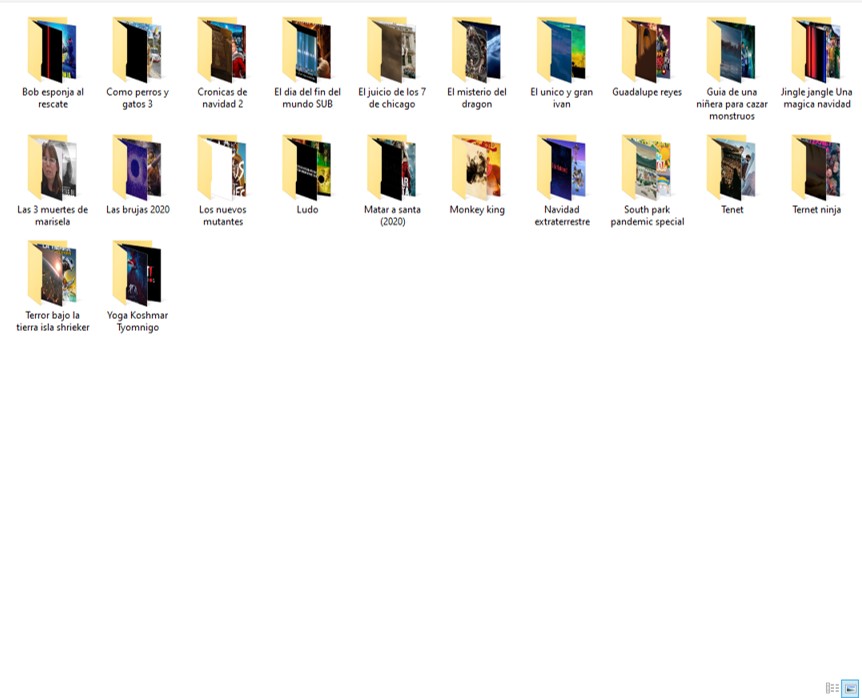 Bob esponja al
rescate
Como perros y
gatos 3
Cronicas de
navidad 2
El dia del fin del
mundo SUB
El juicio de los 7
de chicago
El misterio del
dragon
El unico y gran
ivan
Guadalupe reyes
Guia de una
niñera para cazar
monstruos
Jingle jangle Una
magica navidad
Las 3 muertes de
marisela
Las brujas 2020
Los nuevos
mutantes
Ludo
Matar a santa
(2020)
Monkey king
Navidad
extraterrestre
South park
pandemic special
Tenet
Ternet ninja
Terror bajo la
tierra isla shrieker
Yoga Koshmar
Tyomnigo